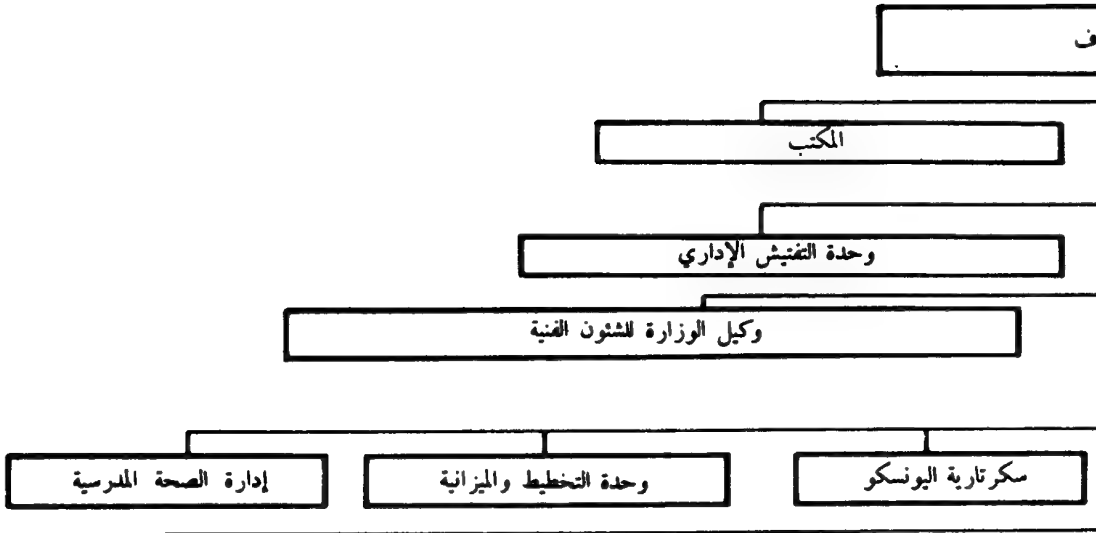 المكتب
وحدة التفتيش الإداري
وكيل الوزارة للشئون الفنية
سكرتارية اليونسكو
وحدة التخطيط والميزانية
إدارة الصحة المدرسية